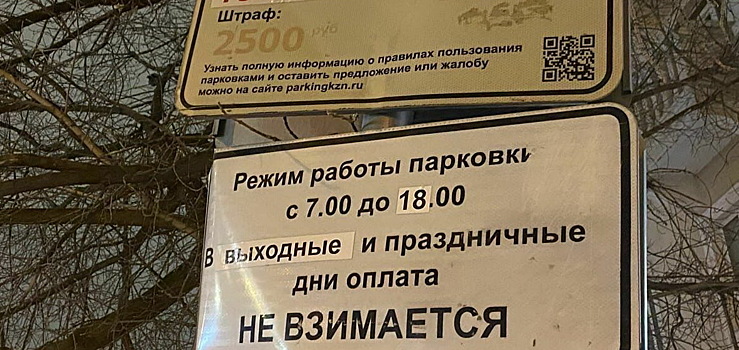 Штраф:
2500 руб
Узнать полную информацию о правилах пользования
парковками и оставить предложение или жалобу
можно на сайте parkingkzn.ru
Режим работы парковки
с 7.00 до 18.00
В выходные и праздничные
дни оплата
НЕ ВЗИМАЕТСЯ